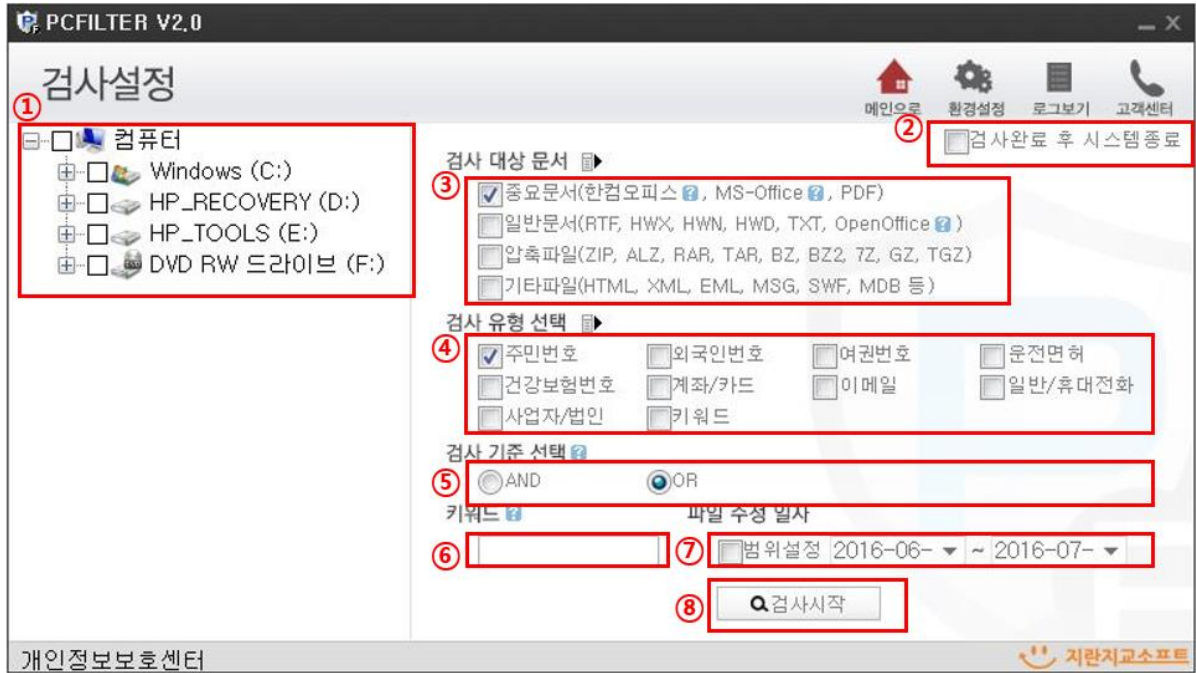 PCFILTER V2.0
검사설정
메인으로 환경설정 로그보기 고객센터
①
컴퓨터
Windows (C:)
HP_RECOVERY (D:)
HP_TOOLS (E:)
DVD RW 드라이브 (F:)
② 검사완료 후 시스템종료
검사 대상 문서
③ 중요문서(한컴오피스 ?, MS-Office ?, PDF)
일반문서(RTF, HWX, HWN, HWD, TXT, OpenOffice ?)
압축파일(ZIP, ALZ, RAR, TAR, BZ, BZ2, 7Z, GZ, TGZ)
기타파일(HTML, XML, EML, MSG, SWF, MDB 등)
검사 유형 선택
④ 주민번호 외국인번호 여권번호 운전면허
건강보험번호 계좌/카드 이메일 일반/휴대전화
사업자/법인 키워드
검사 기준 선택 ?
⑤ AND OR
키워드 ? 파일 수정 일자
⑥ ⑦ 범위설정 2016-06- ~ 2016-07-
⑧ 검사시작
개인정보보호센터 지란지교소프트